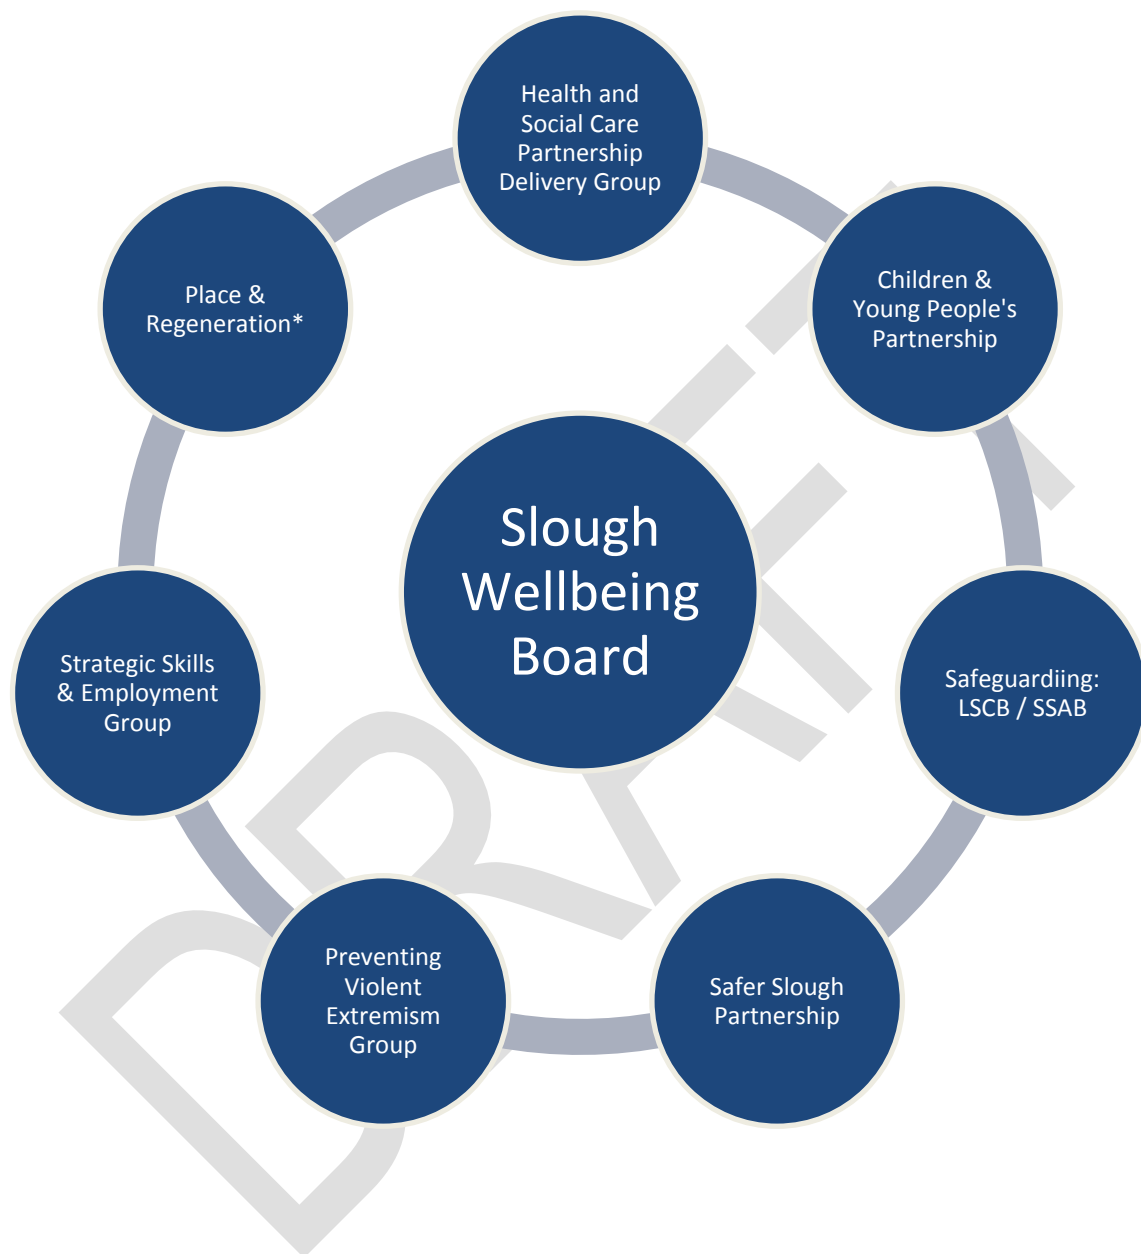 Health and
Social Care
Partnership
Delivery Group
Children &
Young People's
Partnership
Safeguardiing:
LSCB / SSAB
Safer Slough
Partnership
Preventing
Violent
Extremism
Group
Strategic Skills
& Employment
Group
Place &
Regeneration*
Slough
Wellbeing
Board
DRAFT